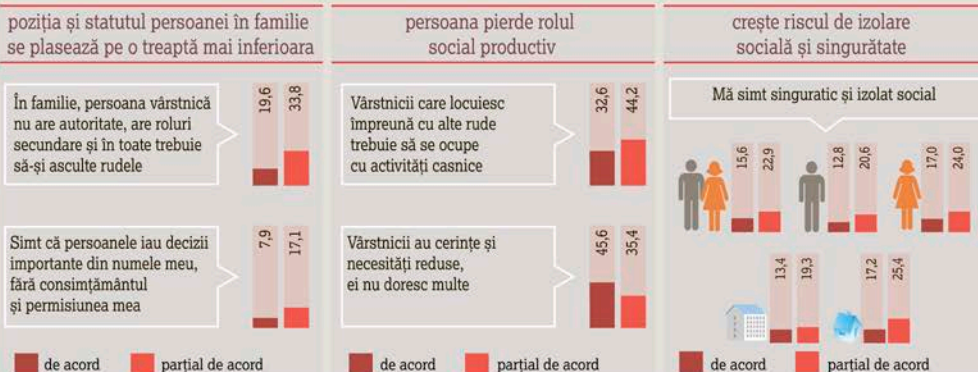 poziția și statutul persoanei în familie
se plasează pe o treaptă mai inferioara
În familie, persoana vârstnică
nu are autoritate, are roluri
secundare și în toate trebuie
să-și asculte rudele
19,6
33,8
Simt că persoanele iau decizii
importante din numele meu,
fără consimțământul
și permisiunea mea
7,9
17,1
de acord
parțial de acord
persoana pierde rolul
social productiv
Vârstnicii care locuiesc
împreună cu alte rude
trebuie să se ocupe
cu activități casnice
32,6
44,2
Vârstnicii au cerințe și
necesități reduse,
ei nu doresc multe
45,6
35,4
de acord
parțial de acord
crește riscul de izolare
socială și singurătate
Mă simt singuratic și izolat social
15,6
22,9
12,8
20,6
17,0
24,0
13,4
19,3
17,2
25,4
de acord
parțial de acord